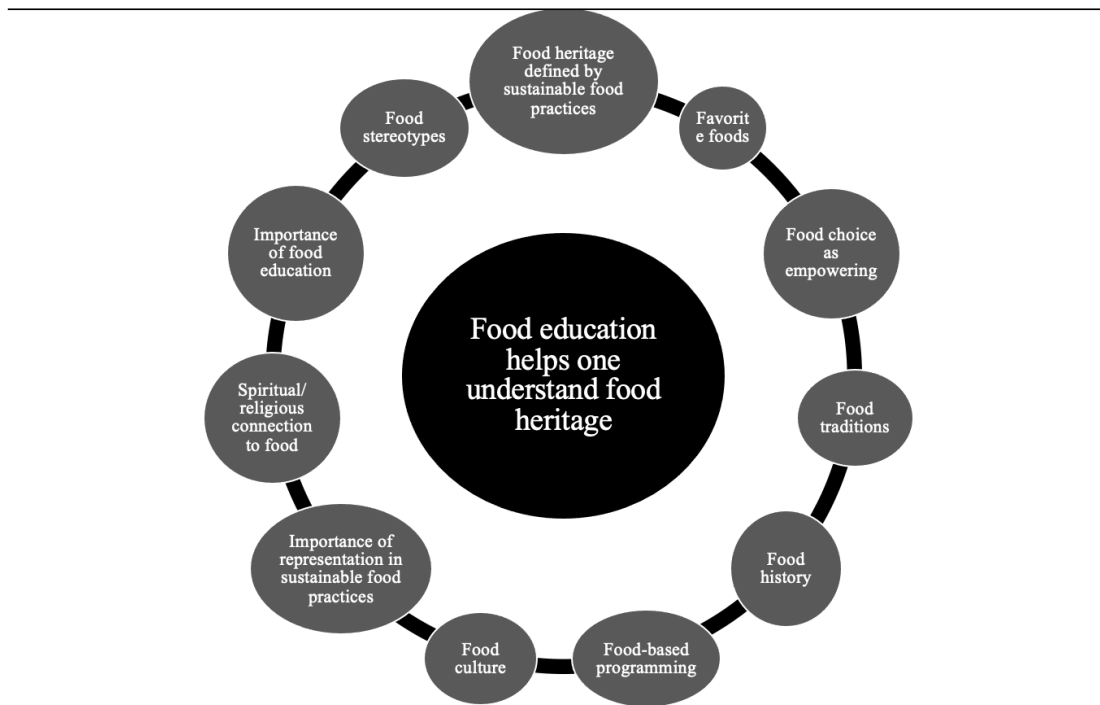 Food heritage
defined by
sustainable food
practices
Favorit
e foods
Food choice
as
empowering
Food
traditions
Food
history
Food-based
programming
Food
culture
Importance of
representation in
sustainable food
practices
Spiritual/
religious
connection
to food
Importance
of food
education
Food
stereotypes
Food education
helps one
understand food
heritage